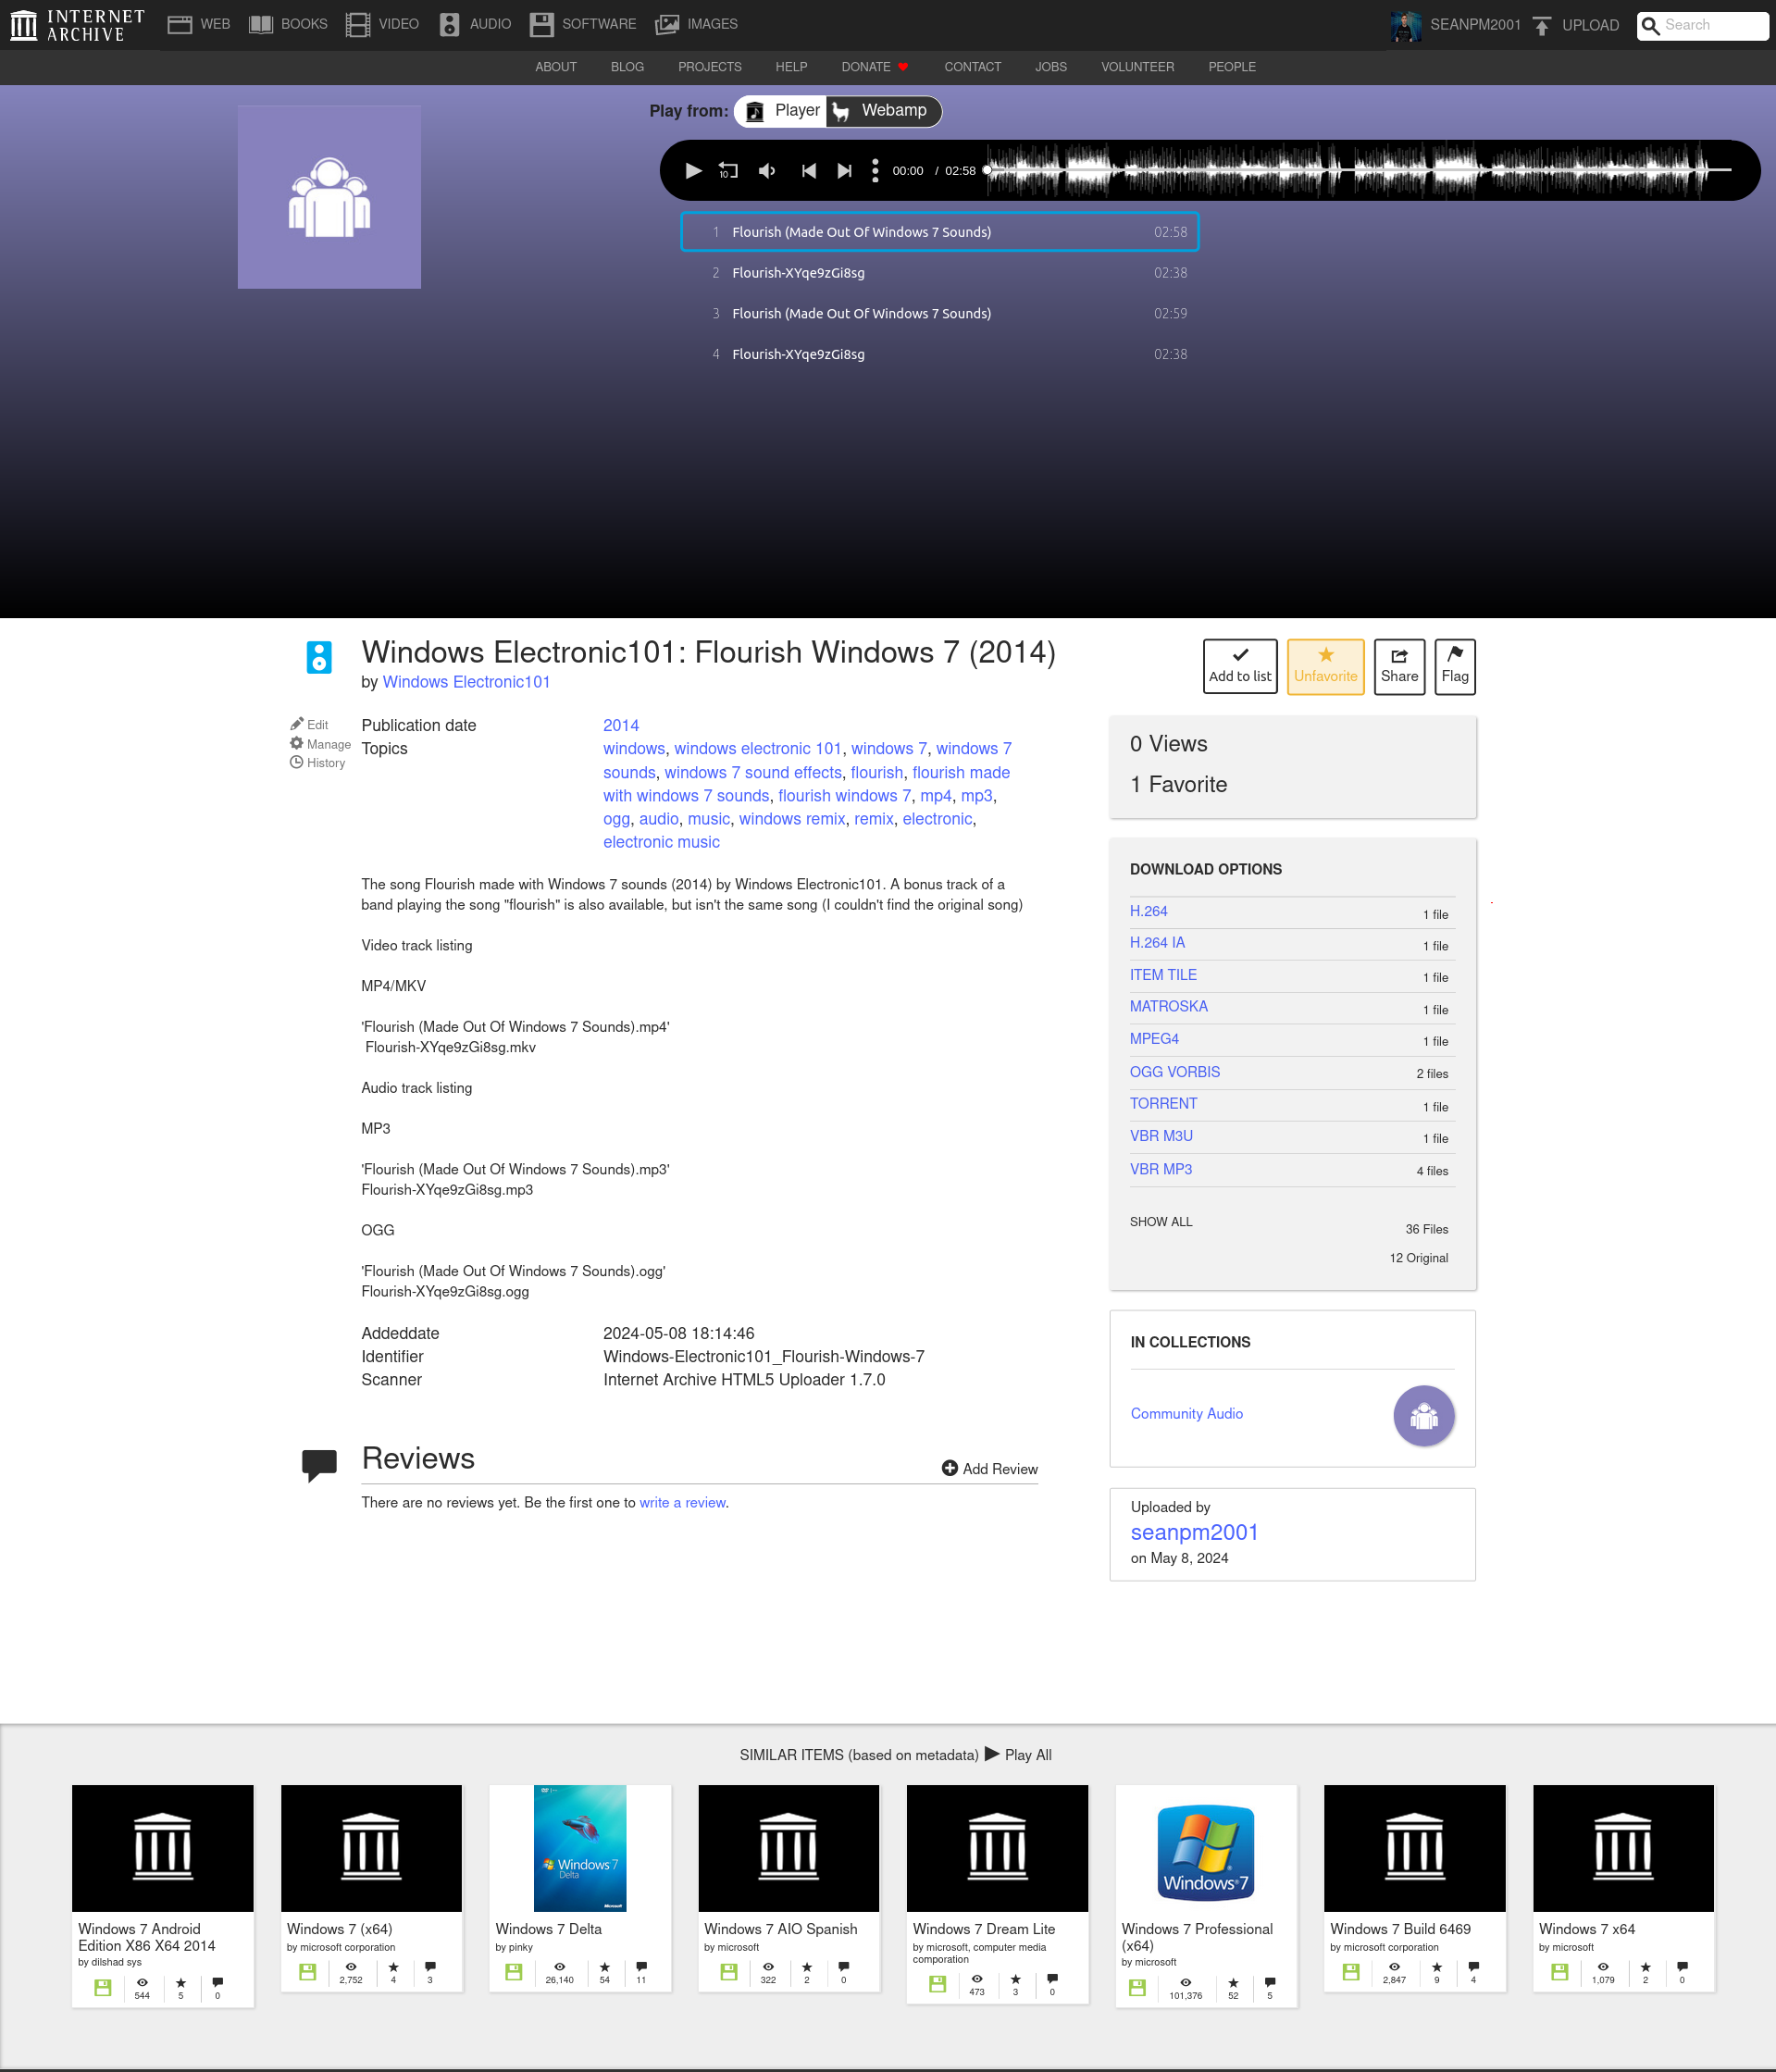 INTERNET ARCHIVE
WEB BOOKS VIDEO AUDIO SOFTWARE IMAGES SEANPM2001 UPLOAD Search
ABOUT BLOG PROJECTS HELP DONATE CONTACT JOBS VOLUNTEER PEOPLE
Play from: Player Webamp
10 00:00 / 02:58
1 Flourish (Made Out Of Windows 7 Sounds) 02:58
2 Flourish-XYqe9zGi8sg 02:38
3 Flourish (Made Out Of Windows 7 Sounds) 02:59
4 Flourish-XYqe9zGi8sg 02:38
Windows Electronic101: Flourish Windows 7 (2014)
by Windows Electronic101
Add to list Unfavorite Share Flag
Edit
Manage
History
Publication date 2014
Topics windows, windows electronic 101, windows 7, windows 7
sounds, windows 7 sound effects, flourish, flourish made
with windows 7 sounds, flourish windows 7, mp4, mp3,
ogg, audio, music, windows remix, remix, electronic,
electronic music
The song Flourish made with Windows 7 sounds (2014) by Windows Electronic101. A bonus track of a
band playing the song "flourish" is also available, but isn't the same song (I couldn't find the original song)
Video track listing
MP4/MKV
'Flourish (Made Out Of Windows 7 Sounds).mp4'
Flourish-XYqe9zGi8sg.mkv
Audio track listing
MP3
'Flourish (Made Out Of Windows 7 Sounds).mp3'
Flourish-XYqe9zGi8sg.mp3
OGG
'Flourish (Made Out Of Windows 7 Sounds).ogg'
Flourish-XYqe9zGi8sg.ogg
Addeddate 2024-05-08 18:14:46
Identifier Windows-Electronic101_Flourish-Windows-7
Scanner Internet Archive HTML5 Uploader 1.7.0
Reviews
Add Review
There are no reviews yet. Be the first one to write a review.
0 Views
1 Favorite
DOWNLOAD OPTIONS
H.264 1 file
H.264 IA 1 file
ITEM TILE 1 file
MATROSKA 1 file
MPEG4 1 file
OGG VORBIS 2 files
TORRENT 1 file
VBR M3U 1 file
VBR MP3 4 files
SHOW ALL 36 Files
12 Original
IN COLLECTIONS
Community Audio
Uploaded by
seanpm2001
on May 8, 2024
SIMILAR ITEMS (based on metadata) Play All
Windows 7 Android
Edition X86 X64 2014
by dilshad sys
544 5 0
Windows 7 (x64)
by microsoft corporation
2,752 4 3
Windows 7
Delta
Microsoft
Windows 7 Delta
by pinky
26,140 54 11
Windows 7 AIO Spanish
by microsoft
322 2 0
Windows 7 Dream Lite
by microsoft, computer media
corporation
473 3 0
Windows®7
Windows 7 Professional
(x64)
by microsoft
101,376 52 5
Windows 7 Build 6469
by microsoft corporation
2,847 9 4
Windows 7 x64
by microsoft
1,079 2 0